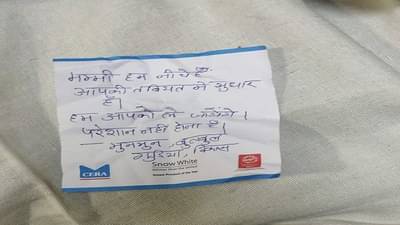 मम्मी हम नीचे हैं
आपकी तबियत में सुधार
है।
हम आपको ले जायेंगे।
परेशान नहीं होना है।
— मुनमुन, बुलबुल
गुड़िया,
CERA
Snow White